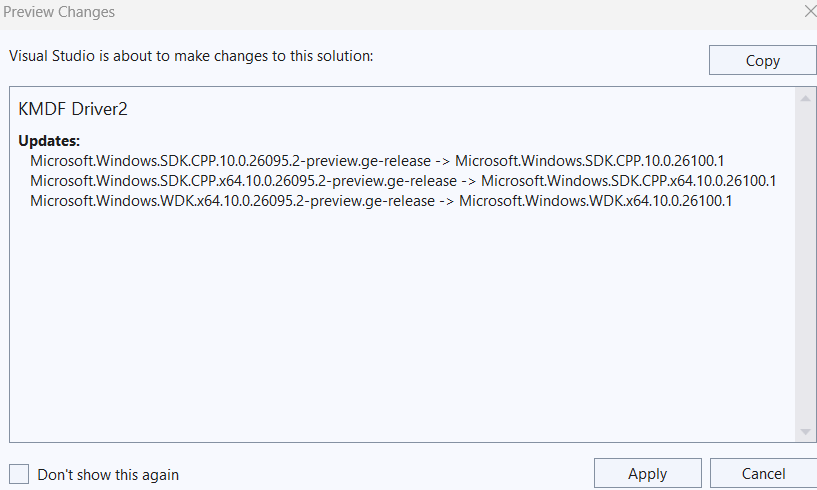 Preview Changes
Visual Studio is about to make changes to this solution:
Copy
KMDF Driver2
Updates:
Microsoft.Windows.SDK.CPP.10.0.26095.2-preview.ge-release -> Microsoft.Windows.SDK.CPP.10.0.26100.1
Microsoft.Windows.SDK.CPP.x64.10.0.26095.2-preview.ge-release -> Microsoft.Windows.SDK.CPP.x64.10.0.26100.1
Microsoft.Windows.WDK.x64.10.0.26095.2-preview.ge-release -> Microsoft.Windows.WDK.x64.10.0.26100.1
Don't show this again
Apply
Cancel